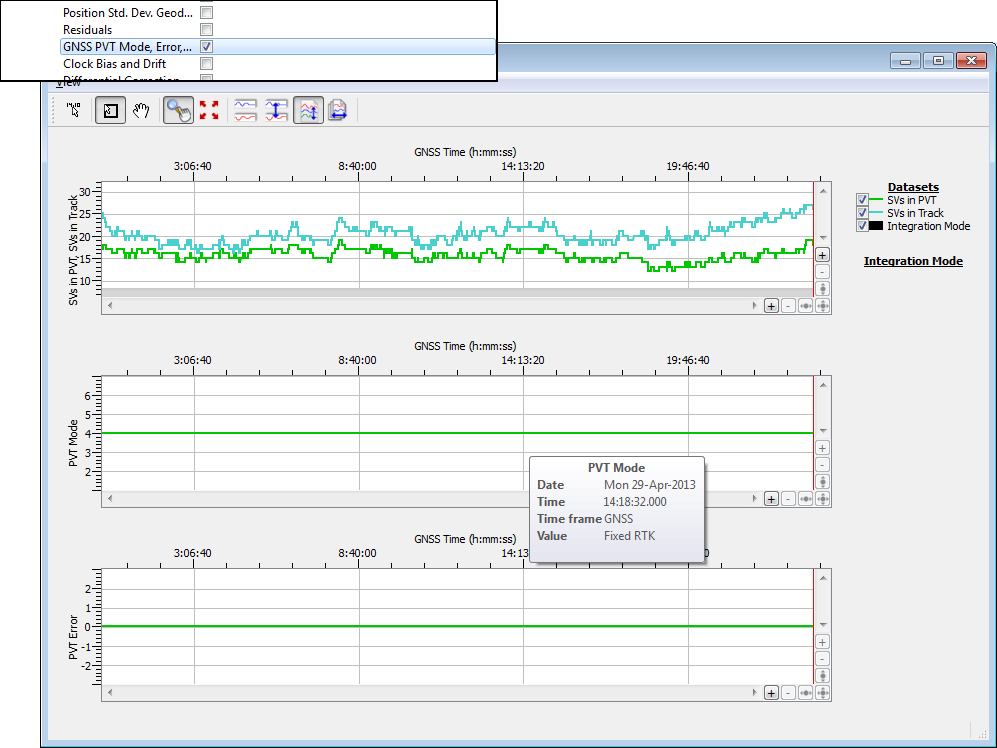 Position Std. Dev. Geod...
Residuals
GNSS PVT Mode, Error,...
Clock Bias and Drift
Differential Correction
View
GNSS Time (h:mm:ss)
3:06:40 8:40:00 14:13:20 19:46:40
SVs in PVT, SVs in Track
30
25
20
15
10
Datasets
SVs in PVT
SVs in Track
Integration Mode
Integration Mode
GNSS Time (h:mm:ss)
3:06:40 8:40:00 14:13:20 19:46:40
PVT Mode
6
5
4
3
2
PVT Mode
Date Mon 29-Apr-2013
Time 14:18:32.000
Time frame GNSS
Value Fixed RTK
GNSS Time (h:mm:ss)
3:06:40 8:40:00 14:13 0
PVT Error
2
1
0
-1
-2